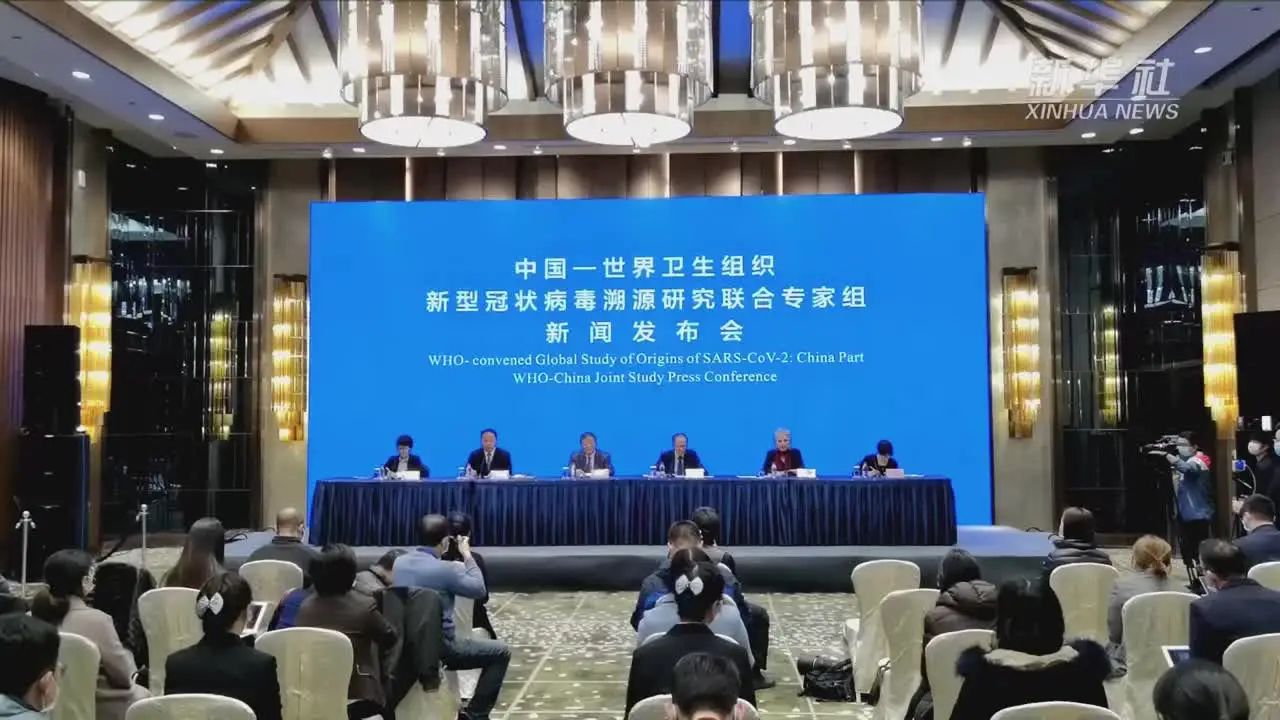 新华社
XINHUA NEWS
中国—世界卫生组织
新型冠状病毒溯源研究联合专家组
新闻发布会
WHO- convened Global Study of Origins of SARS-CoV-2: China Part
WHO-China Joint Study Press Conference